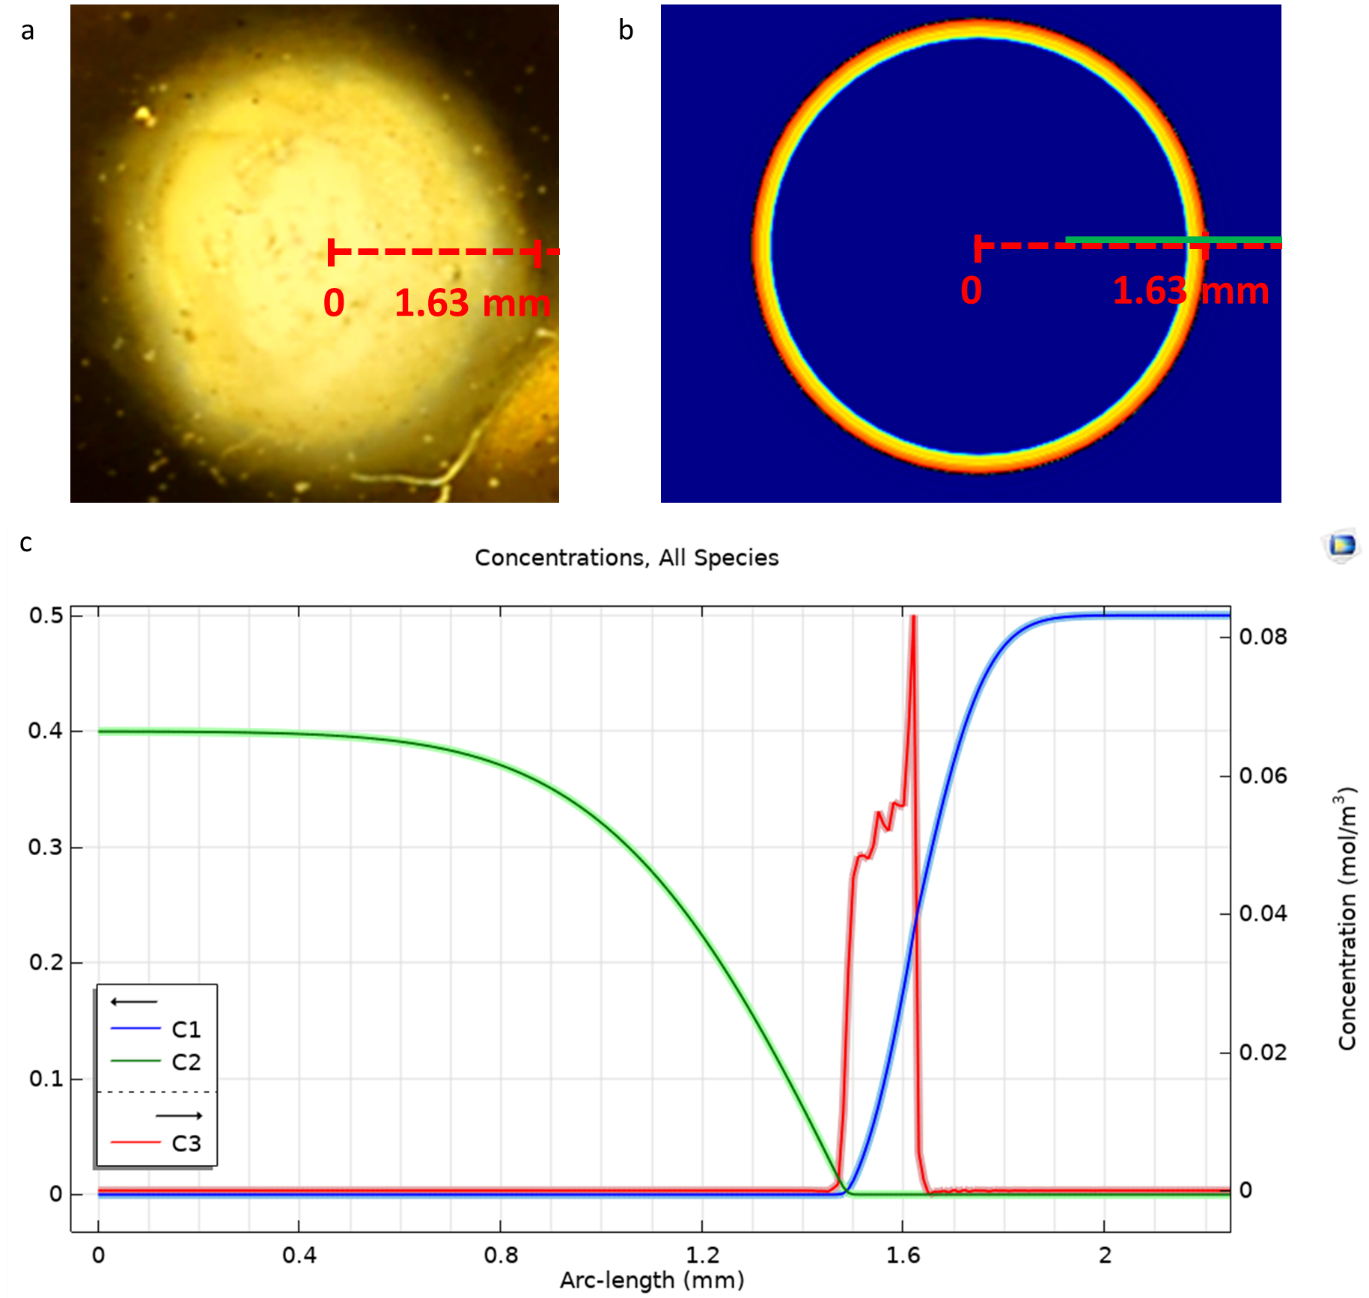 a
b
0 1.63 mm
0 1.63 mm
c
Concentrations, All Species
0.5
0.4
0.3
0.2
0.1
0
0.08
0.06
0.04
0.02
0
Concentration (mol/m³)
C1
C2
C3
0 0.4 0.8 1.2 1.6 2
Arc-length (mm)